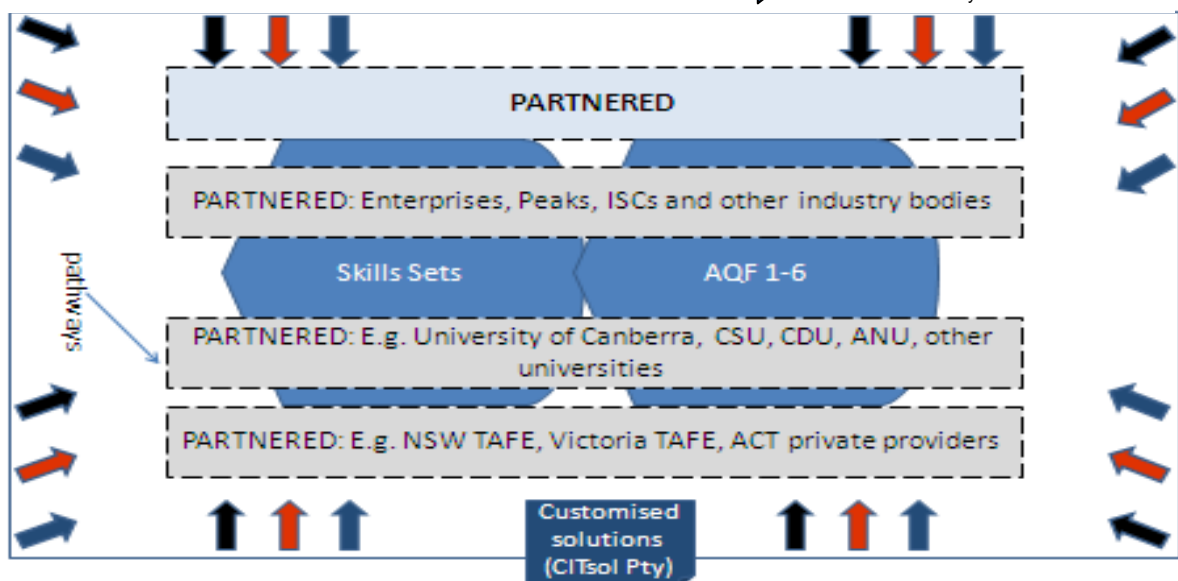 PARTNERED
PARTNERED: Enterprises, Peaks, ISCs and other industry bodies
Skills Sets
AQF 1-6
pathways
PARTNERED: E.g. University of Canberra, CSU, CDU, ANU, other
universities
PARTNERED: E.g. NSW TAFE, Victoria TAFE, ACT private providers
Customised
solutions
(CITsol Pty)